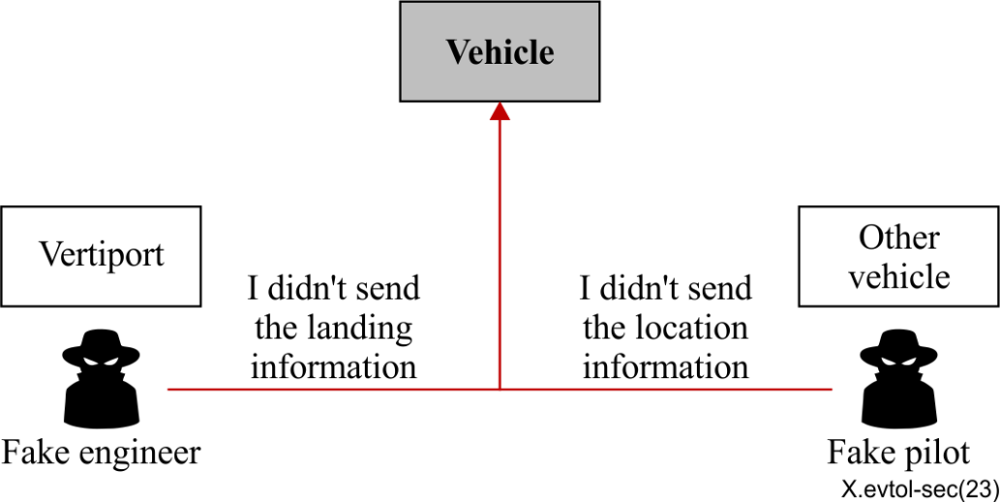 Vehicle
Vertiport
Other
vehicle
I didn't send
the landing
information
I didn't send
the location
information
Fake engineer
Fake pilot
X.evtol-sec(23)